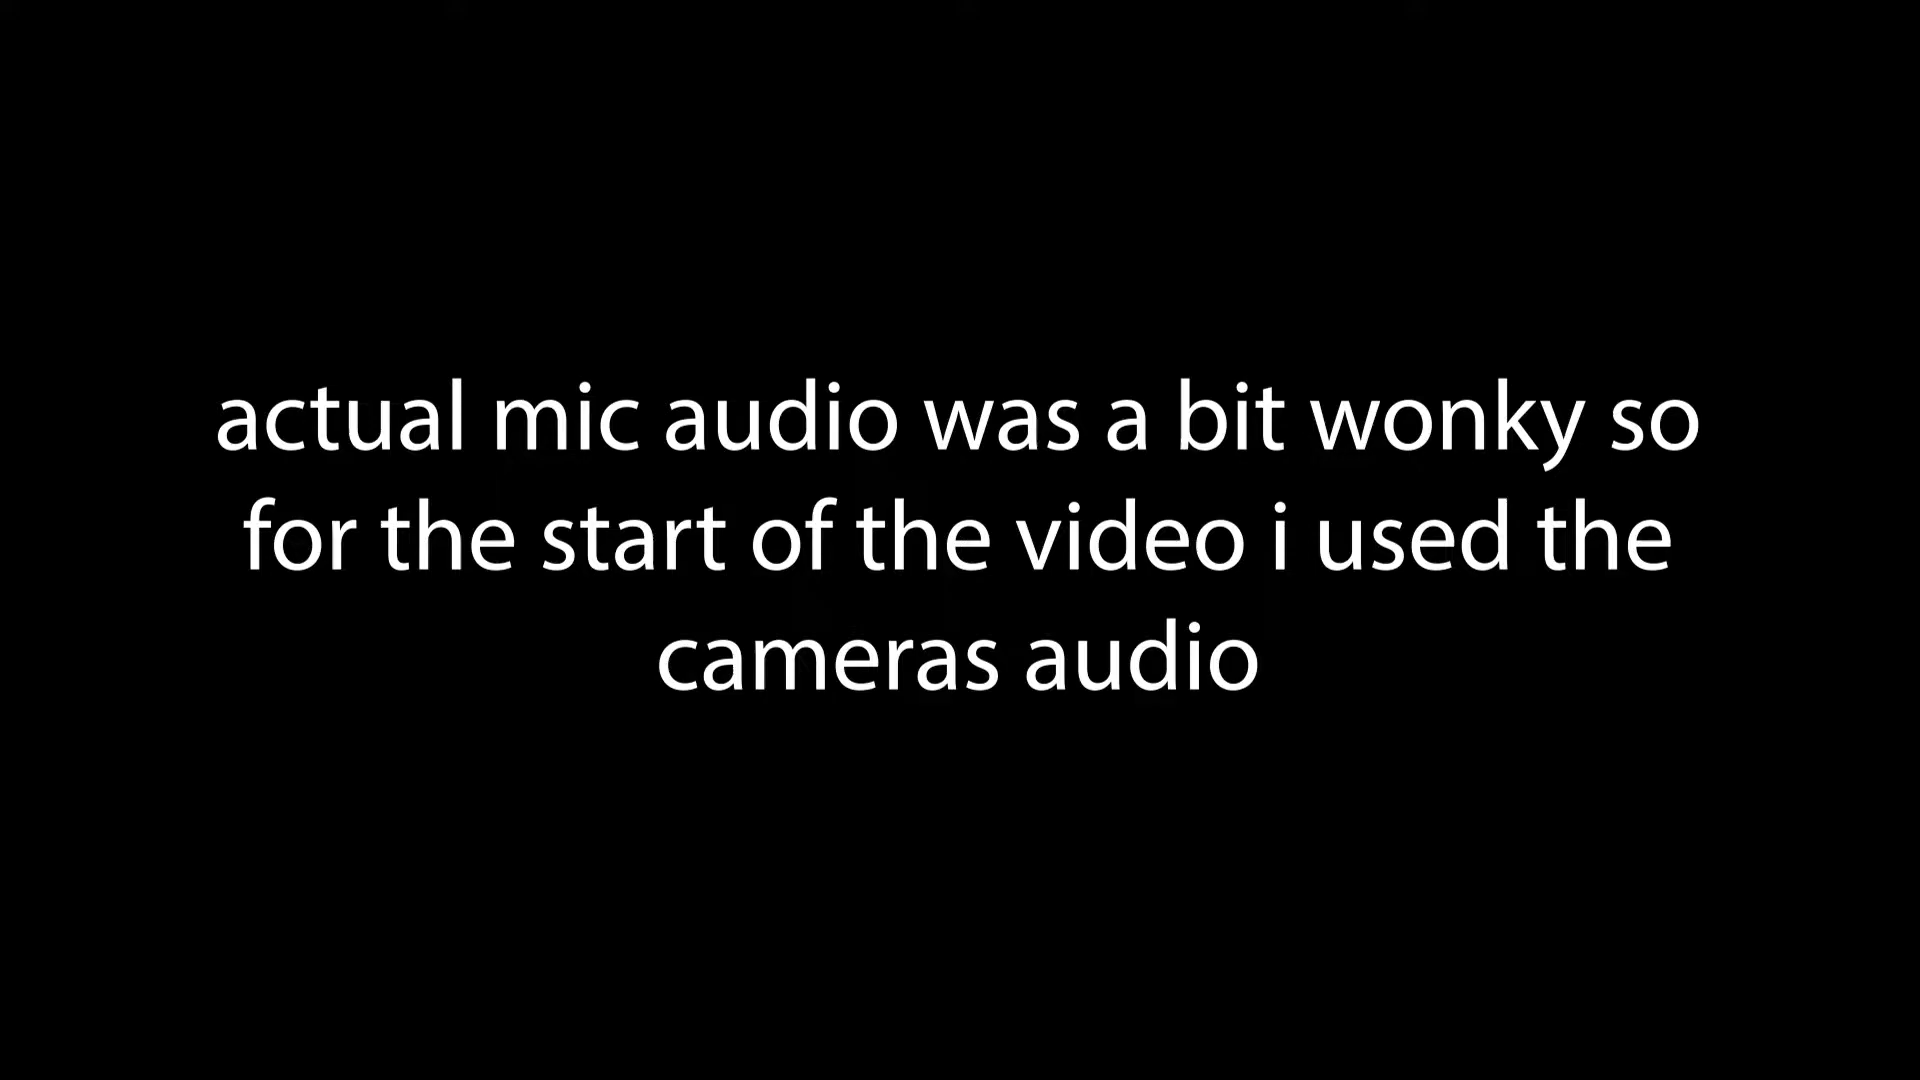 actual mic audio was a bit wonky so
for the start of the video i used the
cameras audio